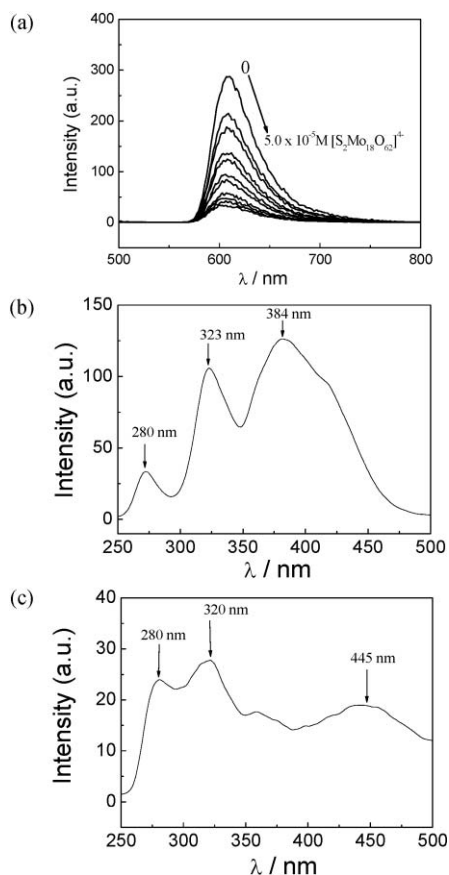 (a)
400
300
200
100
0
Intensity (a.u.)
0
5.0 x 10⁻⁵M [S₂Mo₁₈O₆₂]⁴⁻
500 600 700 800
λ / nm
(b)
150
100
50
0
Intensity (a.u.)
280 nm
323 nm
384 nm
250 300 350 400 450 500
λ / nm
(c)
40
30
20
10
0
Intensity (a.u.)
280 nm
320 nm
445 nm
250 300 350 400 450 500
λ / nm